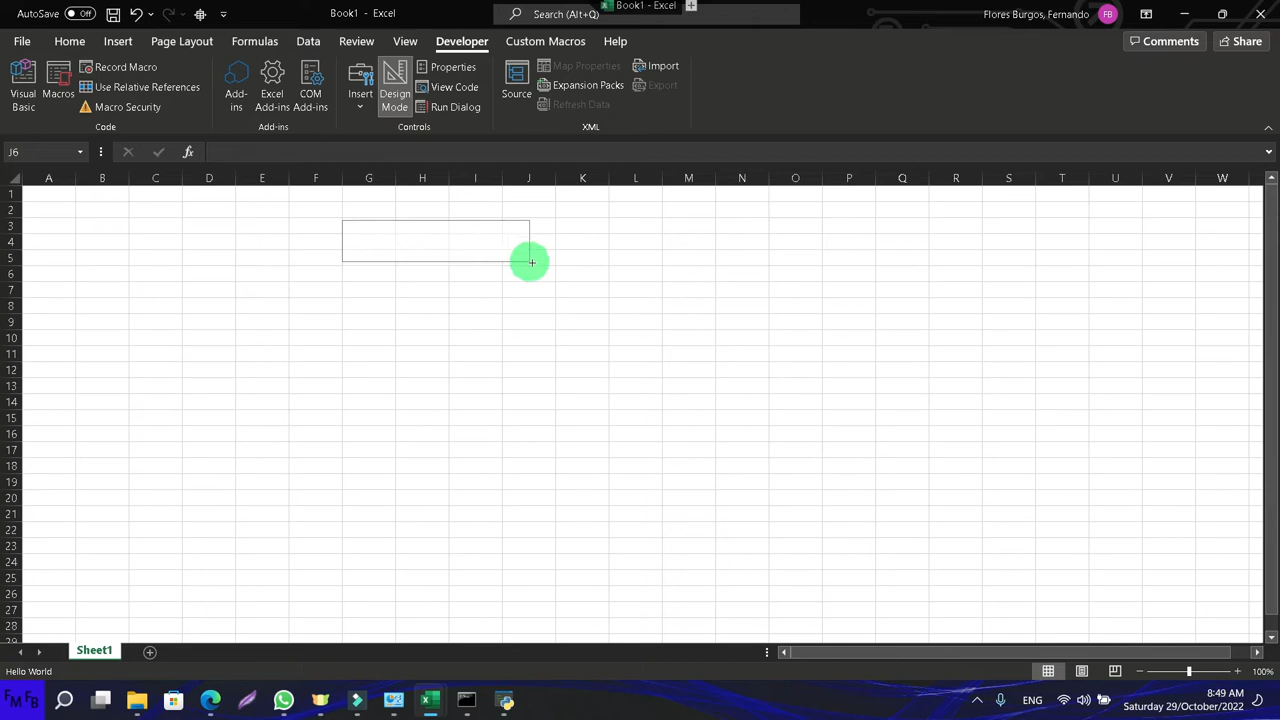 AutoSave Off Book1 - Excel Search (Alt+Q) Book1 - Excel Flores Burgos, Fernando FB
File Home Insert Page Layout Formulas Data Review View Developer Custom Macros Help Comments Share
Visual Basic
Macros
Record Macro
Use Relative References
Macro Security
Code
Add-ins
Excel Add-ins
COM Add-ins
Add-ins
Insert
Design Mode
Properties
View Code
Run Dialog
Controls
Source
Map Properties
Expansion Packs
Refresh Data
Import
Export
XML
J6 fx
A B C D E F G H I J K L M N O P Q R S T U V W
1
2
3
4
5
6
7
8
9
10
11
12
13
14
15
16
17
18
19
20
21
22
23
24
25
26
27
28
29
Sheet1
Hello World 100%
FM FB ENG 8:49 AM
Saturday 29/October/2022